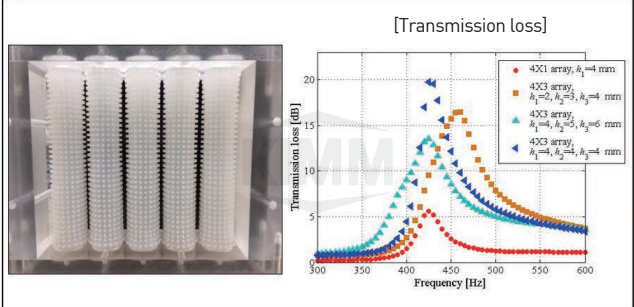 [Transmission loss]
Transmission loss [dB]
20
15
10
5
0
300 350 400 450 500 550 600
Frequency [Hz]
4X1 array, h₁=4 mm
4X3 array,
h₁=2, h₂=3, h₃=4 mm
4X3 array,
h₁=4, h₂=5, h₃=6 mm
4X3 array,
h₁=4, h₂=4, h₃=4 mm